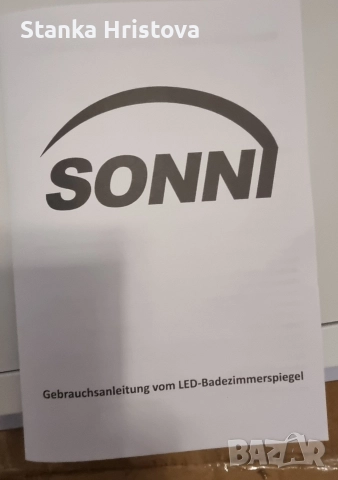 Stanka Hristova
SONNI
Gebrauchsanleitung vom LED-Badezimmerspiegel
BAZAR